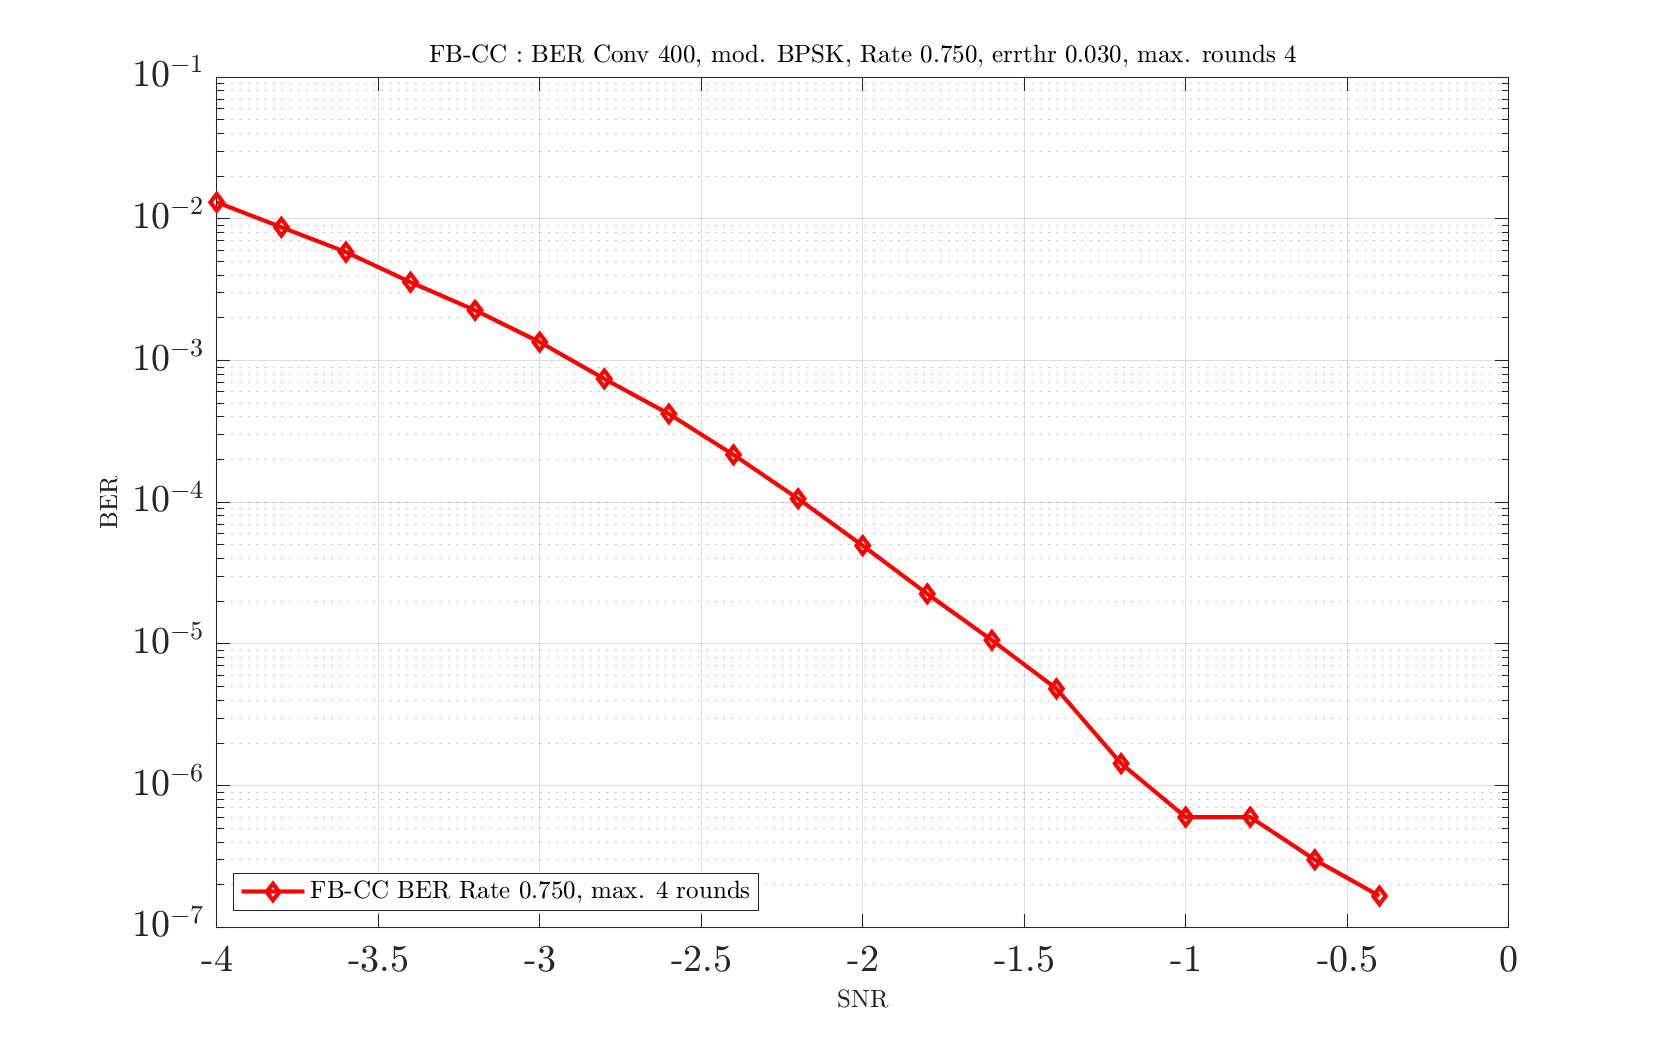 FB-CC : BER Conv 400, mod. BPSK, Rate 0.750, errthr 0.030, max. rounds 4
10^{-1}
10^{-2}
10^{-3}
10^{-4}
10^{-5}
10^{-6}
10^{-7}
BER
FB-CC BER Rate 0.750, max. 4 rounds
-4 -3.5 -3 -2.5 -2 -1.5 -1 -0.5 0
SNR